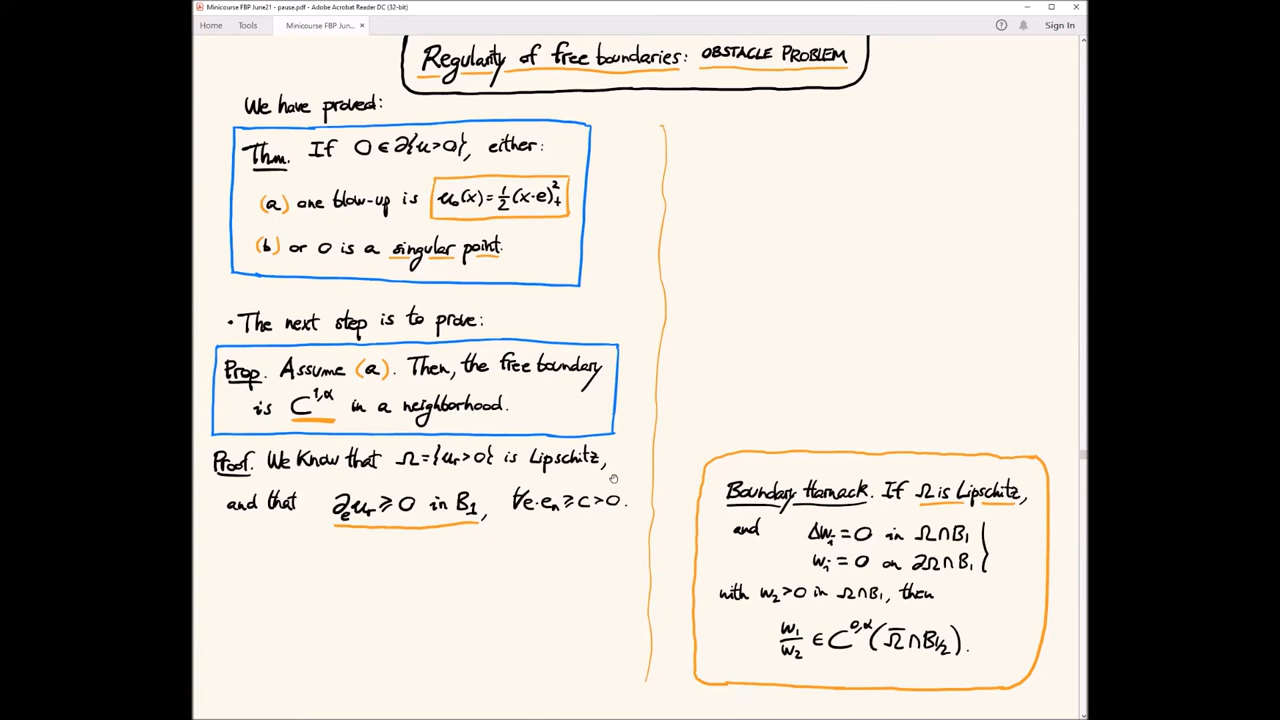 Minicourse FBP June21 - pause.pdf - Adobe Acrobat Reader DC (32-bit)
Home Tools Minicourse FBP Jun... × Sign In
Regularity of free boundaries: OBSTACLE PROBLEM
We have proved:
Thm. If 0 ∈ ∂{u>0}, either:
(a) one blow-up is u₀(x) = ½(x·e)₊²
(b) or 0 is a singular point.
• The next step is to prove:
Prop. Assume (a). Then, the free boundary
is C^{1,α} in a neighborhood.
Proof. We Know that Ω = {uᵣ>0} is Lipschitz,
and that ∂ₑuᵣ ⩾ 0 in B₁, ∀e·eₙ ⩾ c > 0.
Boundary Harnack. If Ω is Lipschitz,
and Δwᵢ = 0 in Ω∩B₁
wᵢ = 0 on ∂Ω∩B₁
with w₂>0 in Ω∩B₁, then
w₁/w₂ ∈ C^{0,α}(Ω̅∩B_{1/2}).